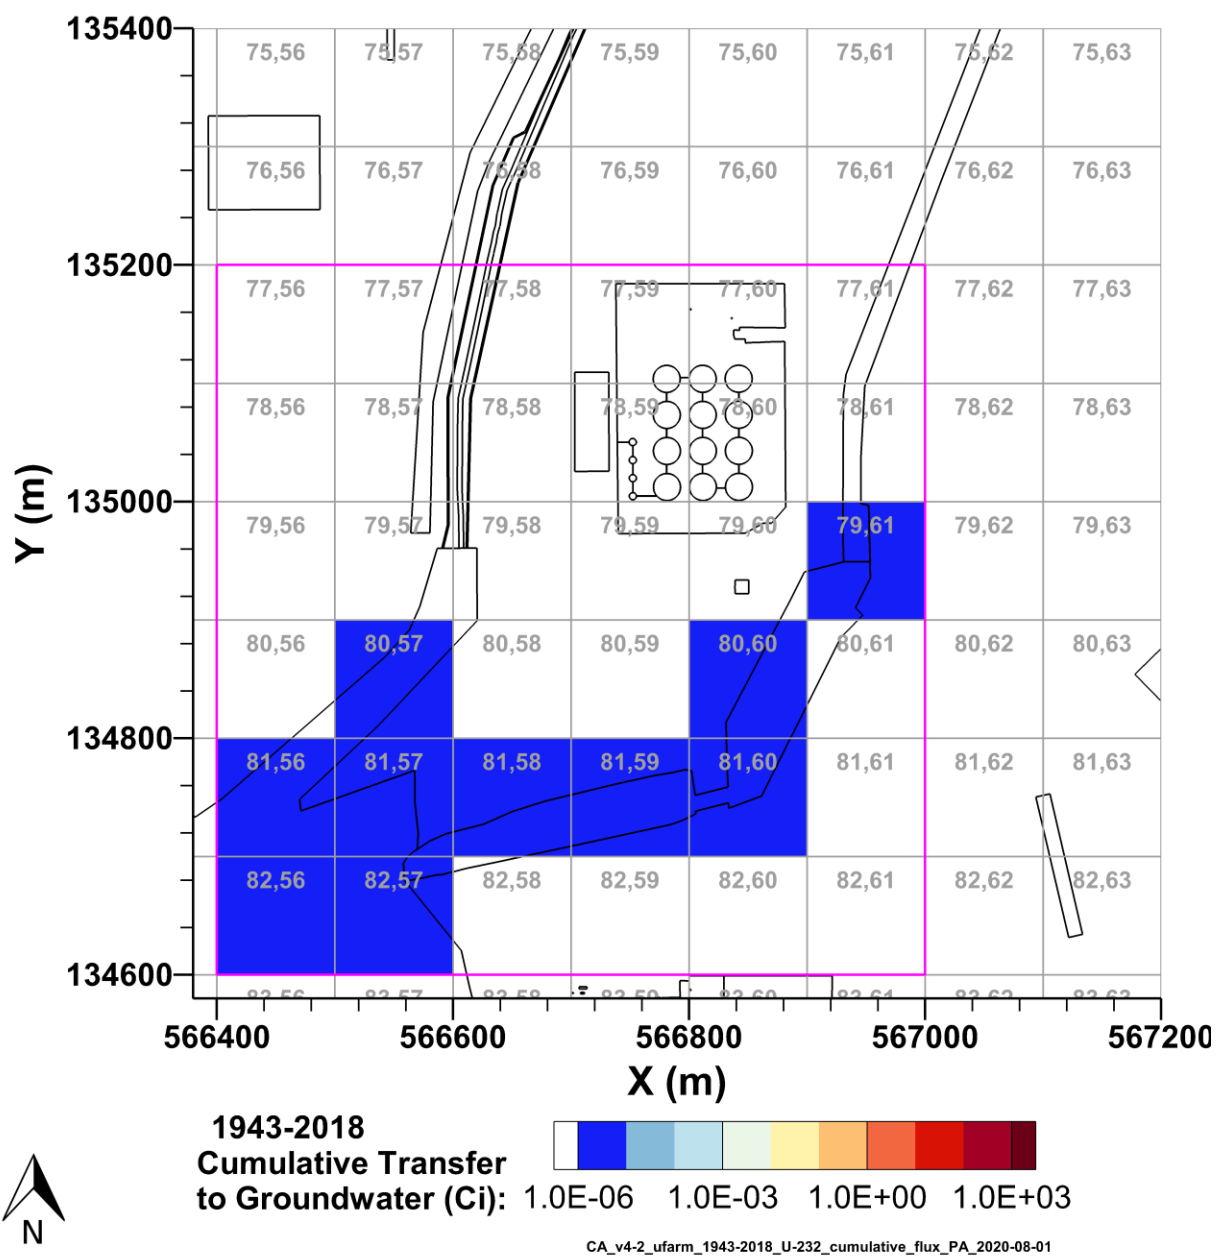 135400
75,56 75,57 75,58 75,59 75,60 75,61 75,62 75,63
76,56 76,57 76,58 76,59 76,60 76,61 76,62 76,63
135200
77,56 77,57 77,58 77,59 77,60 77,61 77,62 77,63
78,56 78,57 78,58 78,59 78,60 78,61 78,62 78,63
Y (m)
135000
79,56 79,57 79,58 79,59 79,60 79,61 79,62 79,63
80,56 80,57 80,58 80,59 80,60 80,61 80,62 80,63
134800
81,56 81,57 81,58 81,59 81,60 81,61 81,62 81,63
82,56 82,57 82,58 82,59 82,60 82,61 82,62 82,63
134600
566400 566600 566800 567000 567200
X (m)
1943-2018
Cumulative Transfer
to Groundwater (Ci): 1.0E-06 1.0E-03 1.0E+00 1.0E+03
N
CA_v4-2_ufarm_1943-2018_U-232_cumulative_flux_PA_2020-08-01